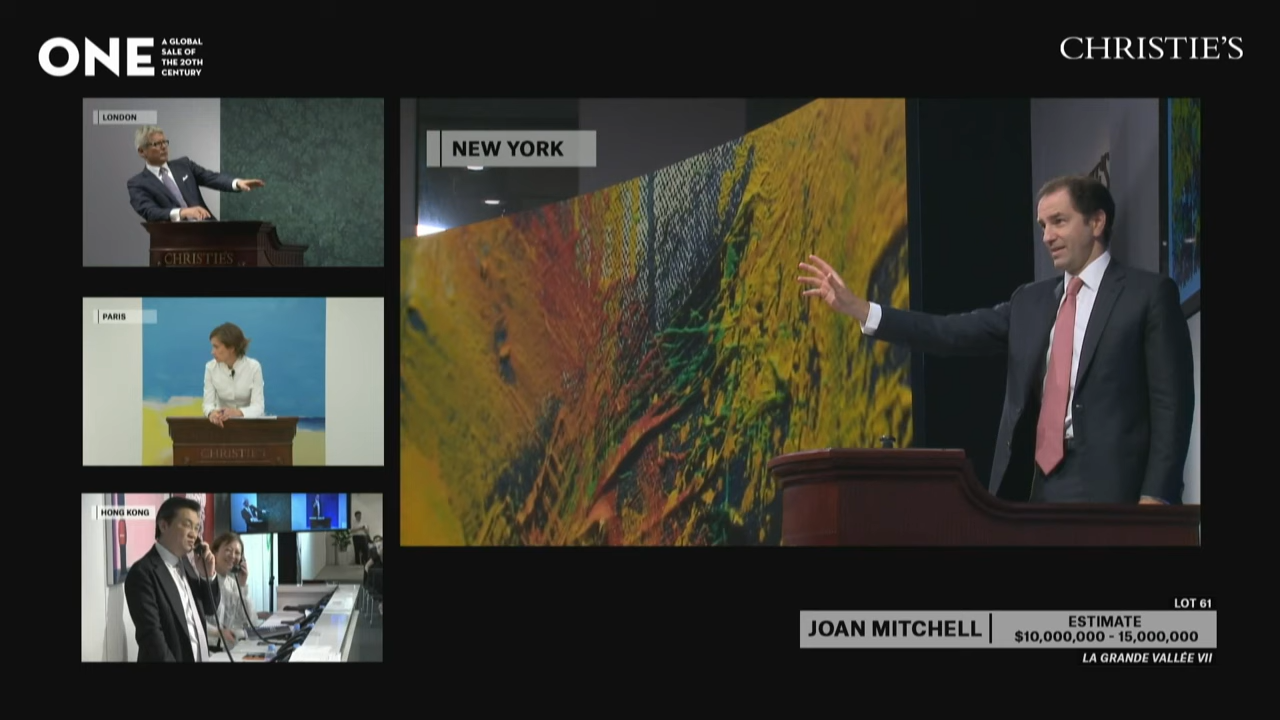 ONE
A GLOBAL
SALE OF
THE 20TH
CENTURY
CHRISTIE'S
LONDON
CHRISTIE'S
PARIS
CHRISTIE'S
HONG KONG
NEW YORK
LOT 61
JOAN MITCHELL
ESTIMATE
$10,000,000 - 15,000,000
LA GRANDE VALLÉE VII